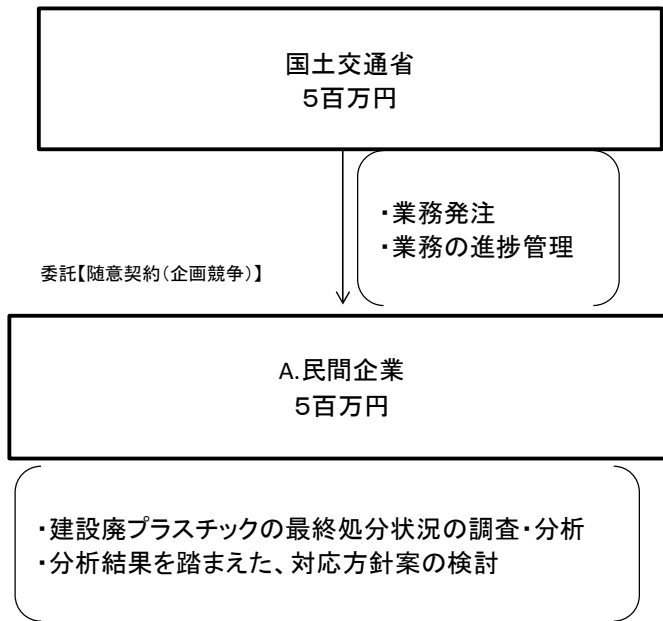 国土交通省
5百万円
・業務発注
・業務の進捗管理
委託【随意契約(企画競争)】
A.民間企業
5百万円
・建設廃プラスチックの最終処分状況の調査・分析
・分析結果を踏まえた、対応方針案の検討